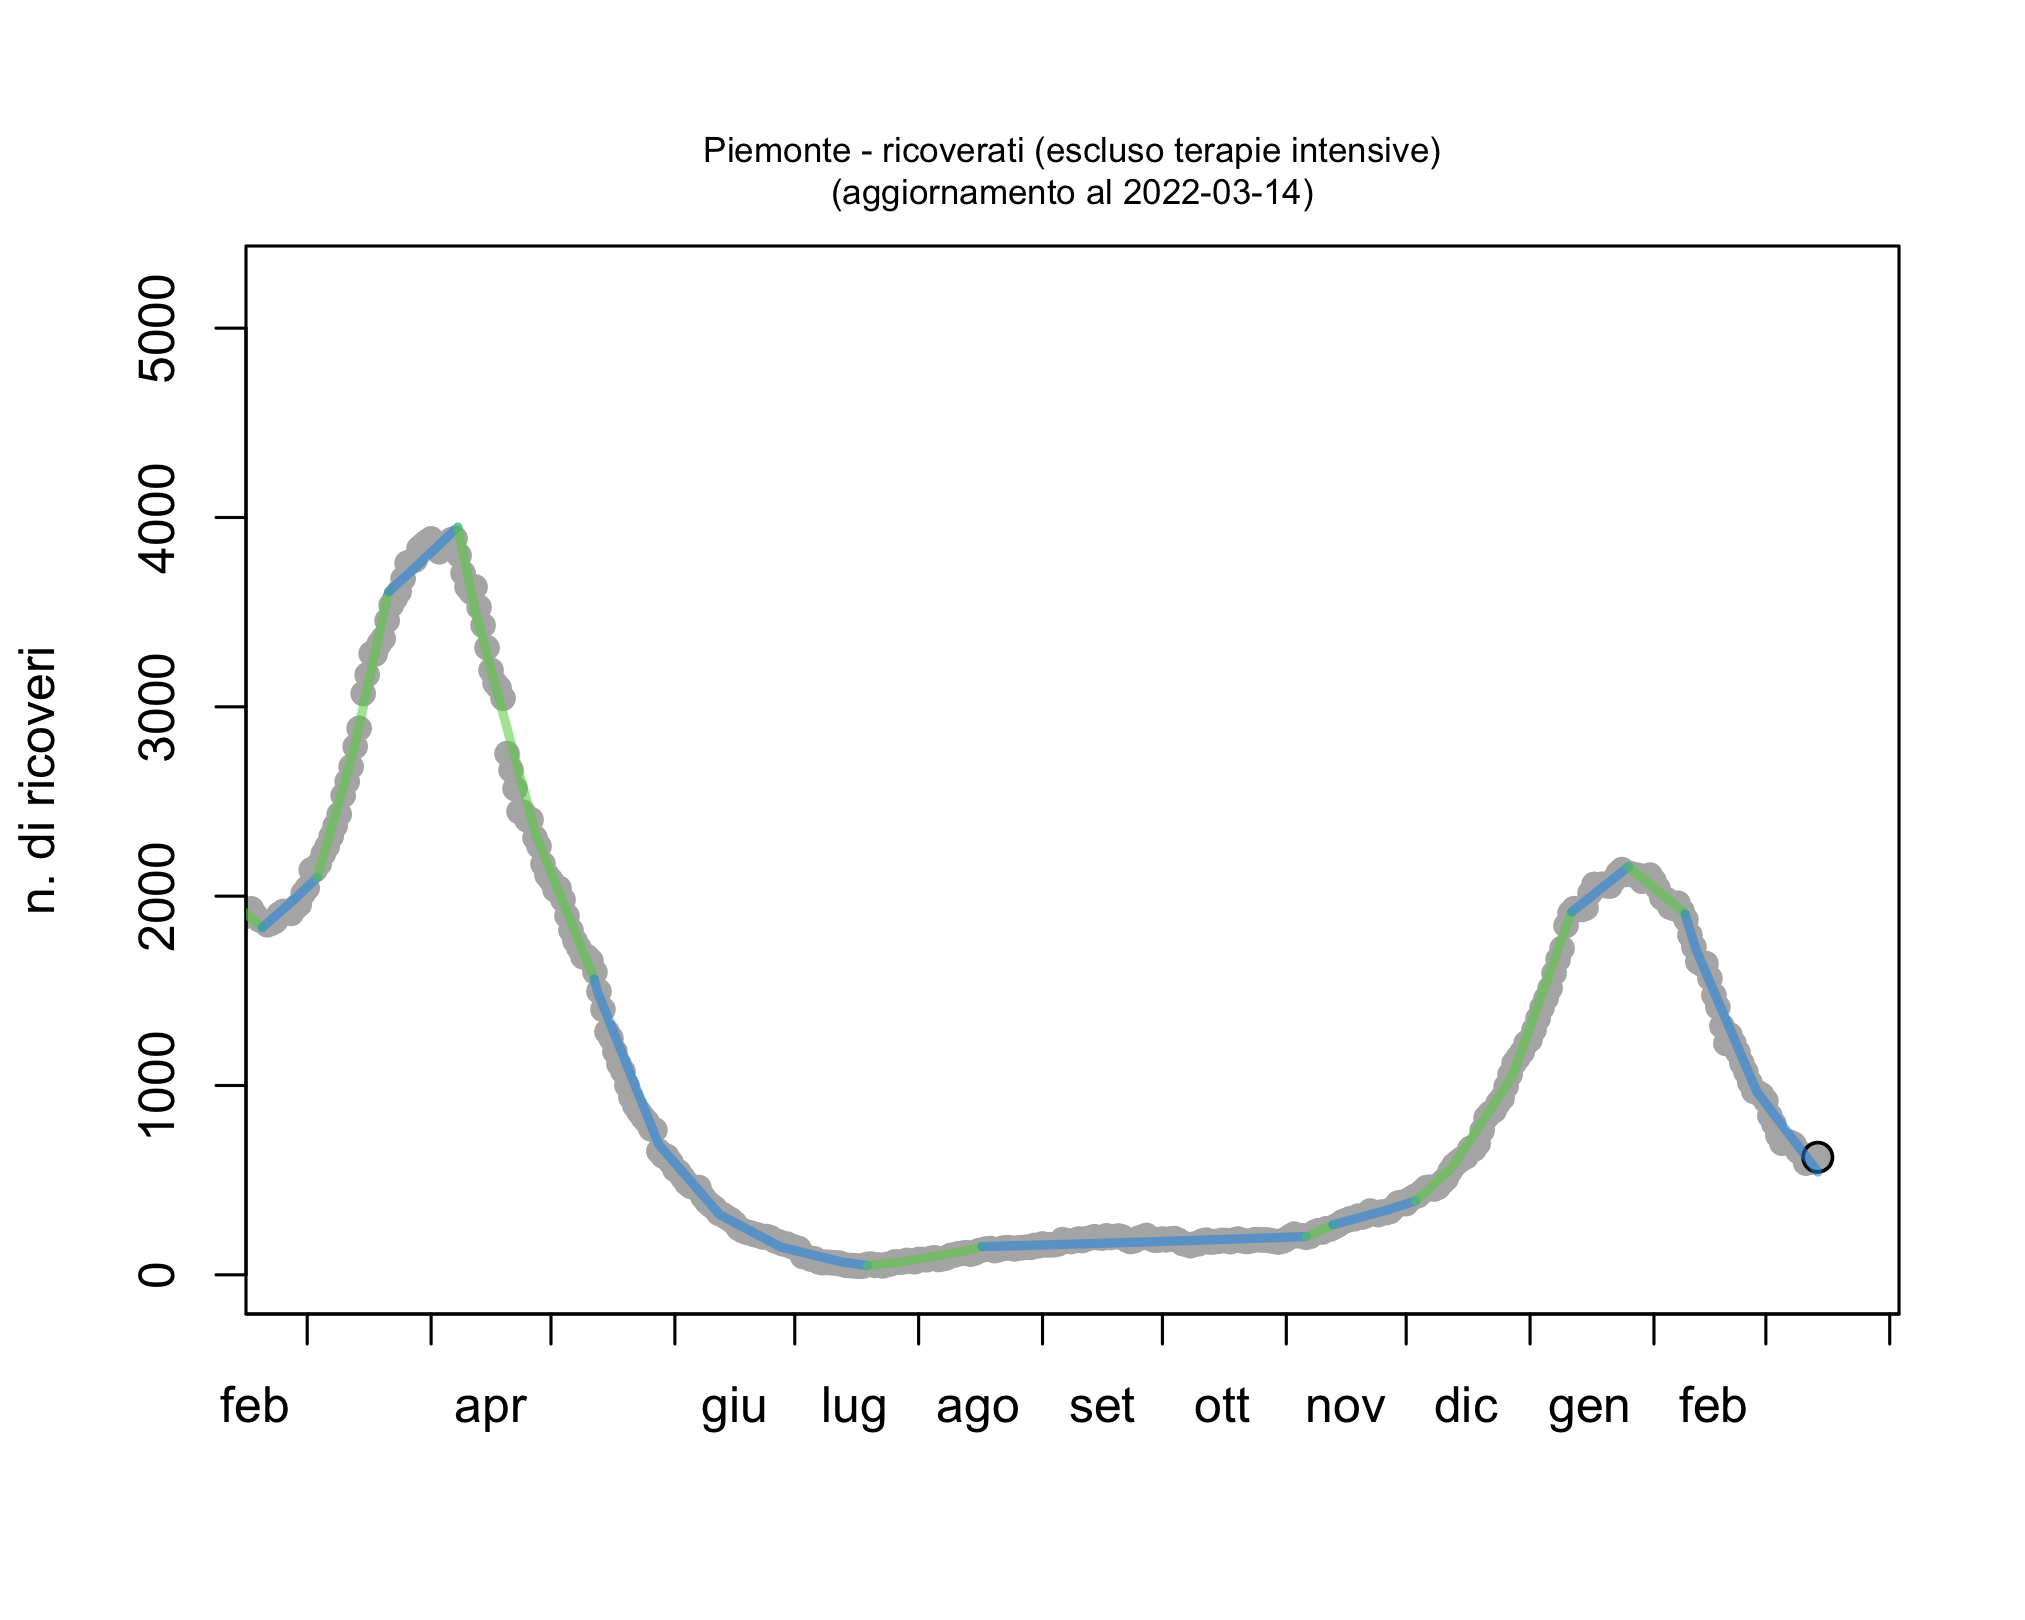 Piemonte - ricoverati (escluso terapie intensive)
(aggiornamento al 2022-03-14)
n. di ricoveri
5000
4000
3000
2000
1000
0
feb apr giu lug ago set ott nov dic gen feb